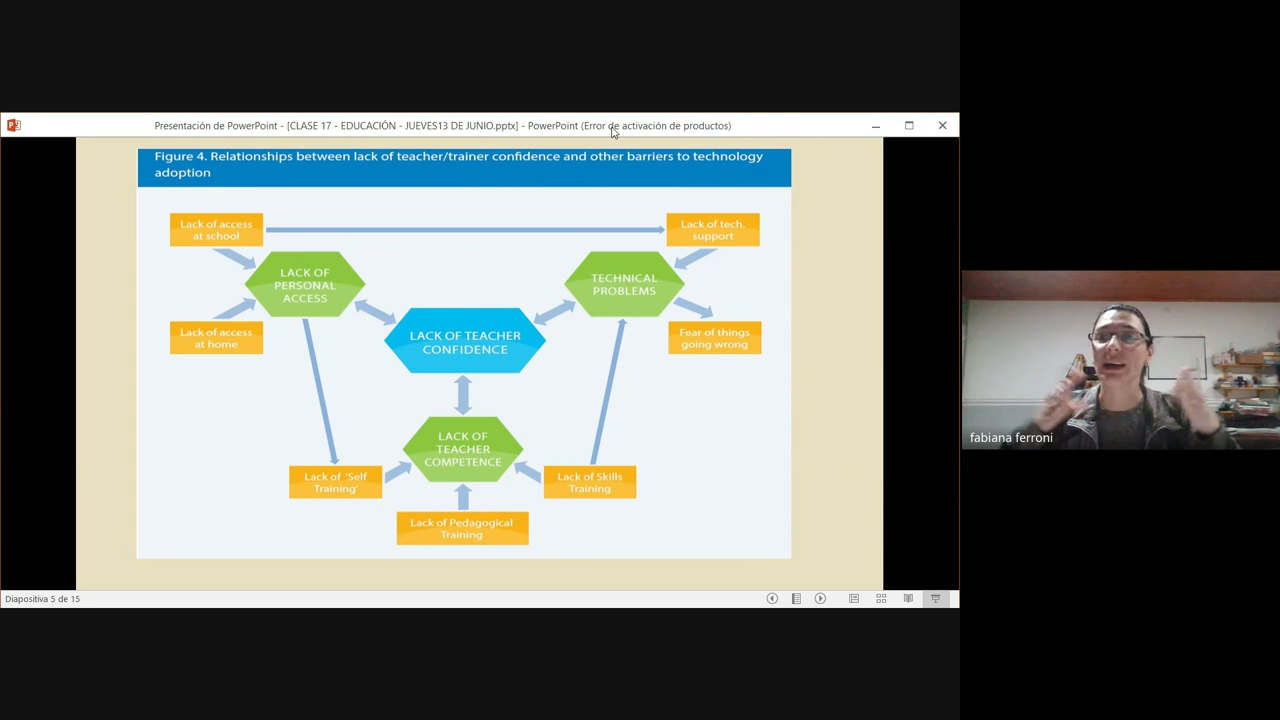 Presentación de PowerPoint - [CLASE 17 - EDUCACIÓN - JUEVES13 DE JUNIO.pptx] - PowerPoint (Error de activación de productos)
Figure 4. Relationships between lack of teacher/trainer confidence and other barriers to technology
adoption
Lack of access
at school
Lack of tech.
support
LACK OF
PERSONAL
ACCESS
TECHNICAL
PROBLEMS
Lack of access
at home
LACK OF TEACHER
CONFIDENCE
Fear of things
going wrong
LACK OF
TEACHER
COMPETENCE
Lack of 'Self
Training'
Lack of Skills
Training
Lack of Pedagogical
Training
fabiana ferroni
Diapositiva 5 de 15